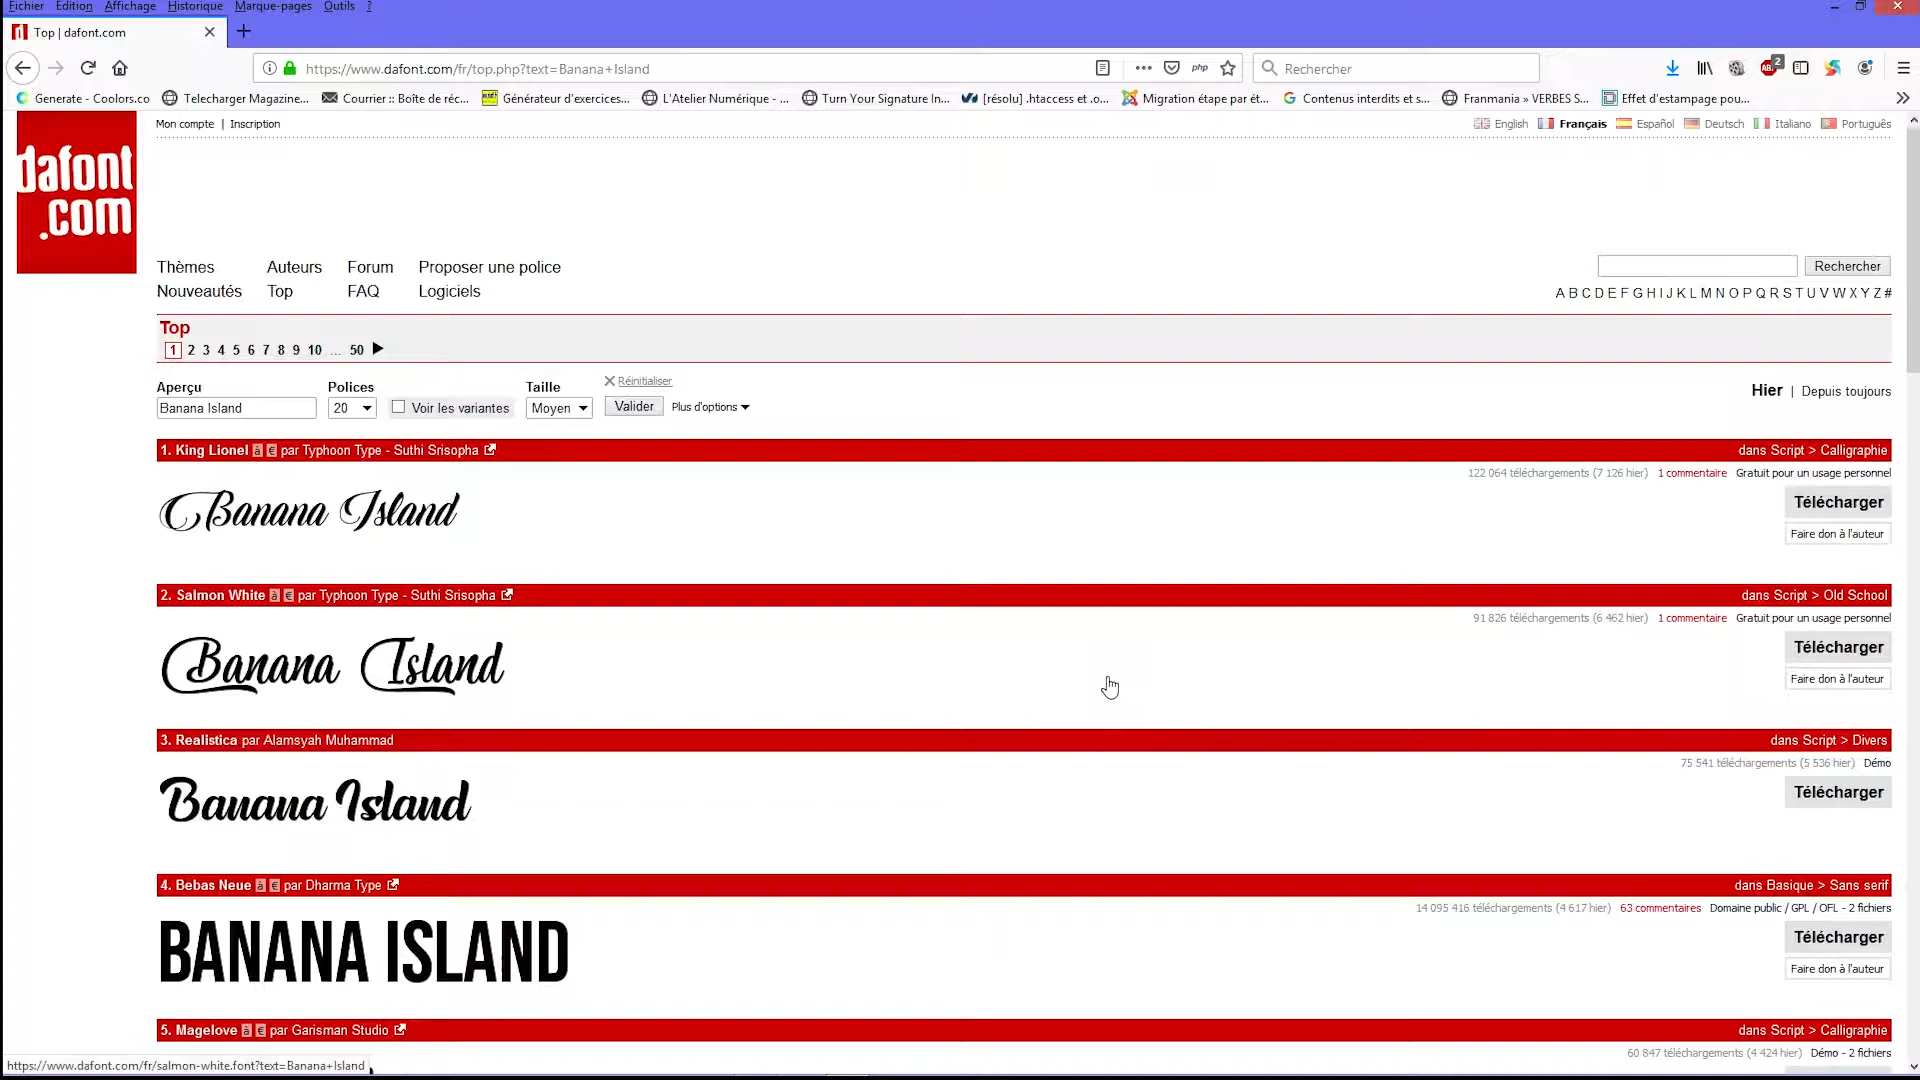 Fichier Edition Affichage Historique Marque-pages Outils ?
Top | dafont.com
https://www.dafont.com/fr/top.php?text=Banana+Island
php
Rechercher
2
Generate - Coolors.co
Telecharger Magazine...
Courrier :: Boîte de réc...
Générateur d'exercices...
L'Atelier Numérique - ...
Turn Your Signature In...
[résolu] .htaccess et .o...
Migration étape par ét...
Contenus interdits et s...
Franmania » VERBES S...
Effet d'estampage pou...
dafont
.com
Mon compte | Inscription
English Français Español Deutsch Italiano Português
Thèmes Auteurs Forum Proposer une police
Nouveautés Top FAQ Logiciels
Rechercher
A B C D E F G H I J K L M N O P Q R S T U V W X Y Z #
Top
1 2 3 4 5 6 7 8 9 10 ... 50
Aperçu Polices Taille Réinitialiser
Banana Island 20 Voir les variantes Moyen Valider Plus d'options
Hier | Depuis toujours
1. King Lionel à € par Typhoon Type - Suthi Srisopha dans Script > Calligraphie
122 064 téléchargements (7 126 hier) 1 commentaire Gratuit pour un usage personnel
Banana Island
Télécharger
Faire don à l'auteur
2. Salmon White à € par Typhoon Type - Suthi Srisopha dans Script > Old School
91 826 téléchargements (6 462 hier) 1 commentaire Gratuit pour un usage personnel
Banana Island
Télécharger
Faire don à l'auteur
3. Realistica par Alamsyah Muhammad dans Script > Divers
75 541 téléchargements (5 536 hier) Démo
Banana Island
Télécharger
4. Bebas Neue à € par Dharma Type dans Basique > Sans serif
14 095 416 téléchargements (4 617 hier) 63 commentaires Domaine public / GPL / OFL - 2 fichiers
BANANA ISLAND
Télécharger
Faire don à l'auteur
5. Magelove à € par Garisman Studio dans Script > Calligraphie
60 847 téléchargements (4 424 hier) Démo - 2 fichiers
https://www.dafont.com/fr/salmon-white.font?text=Banana+Island